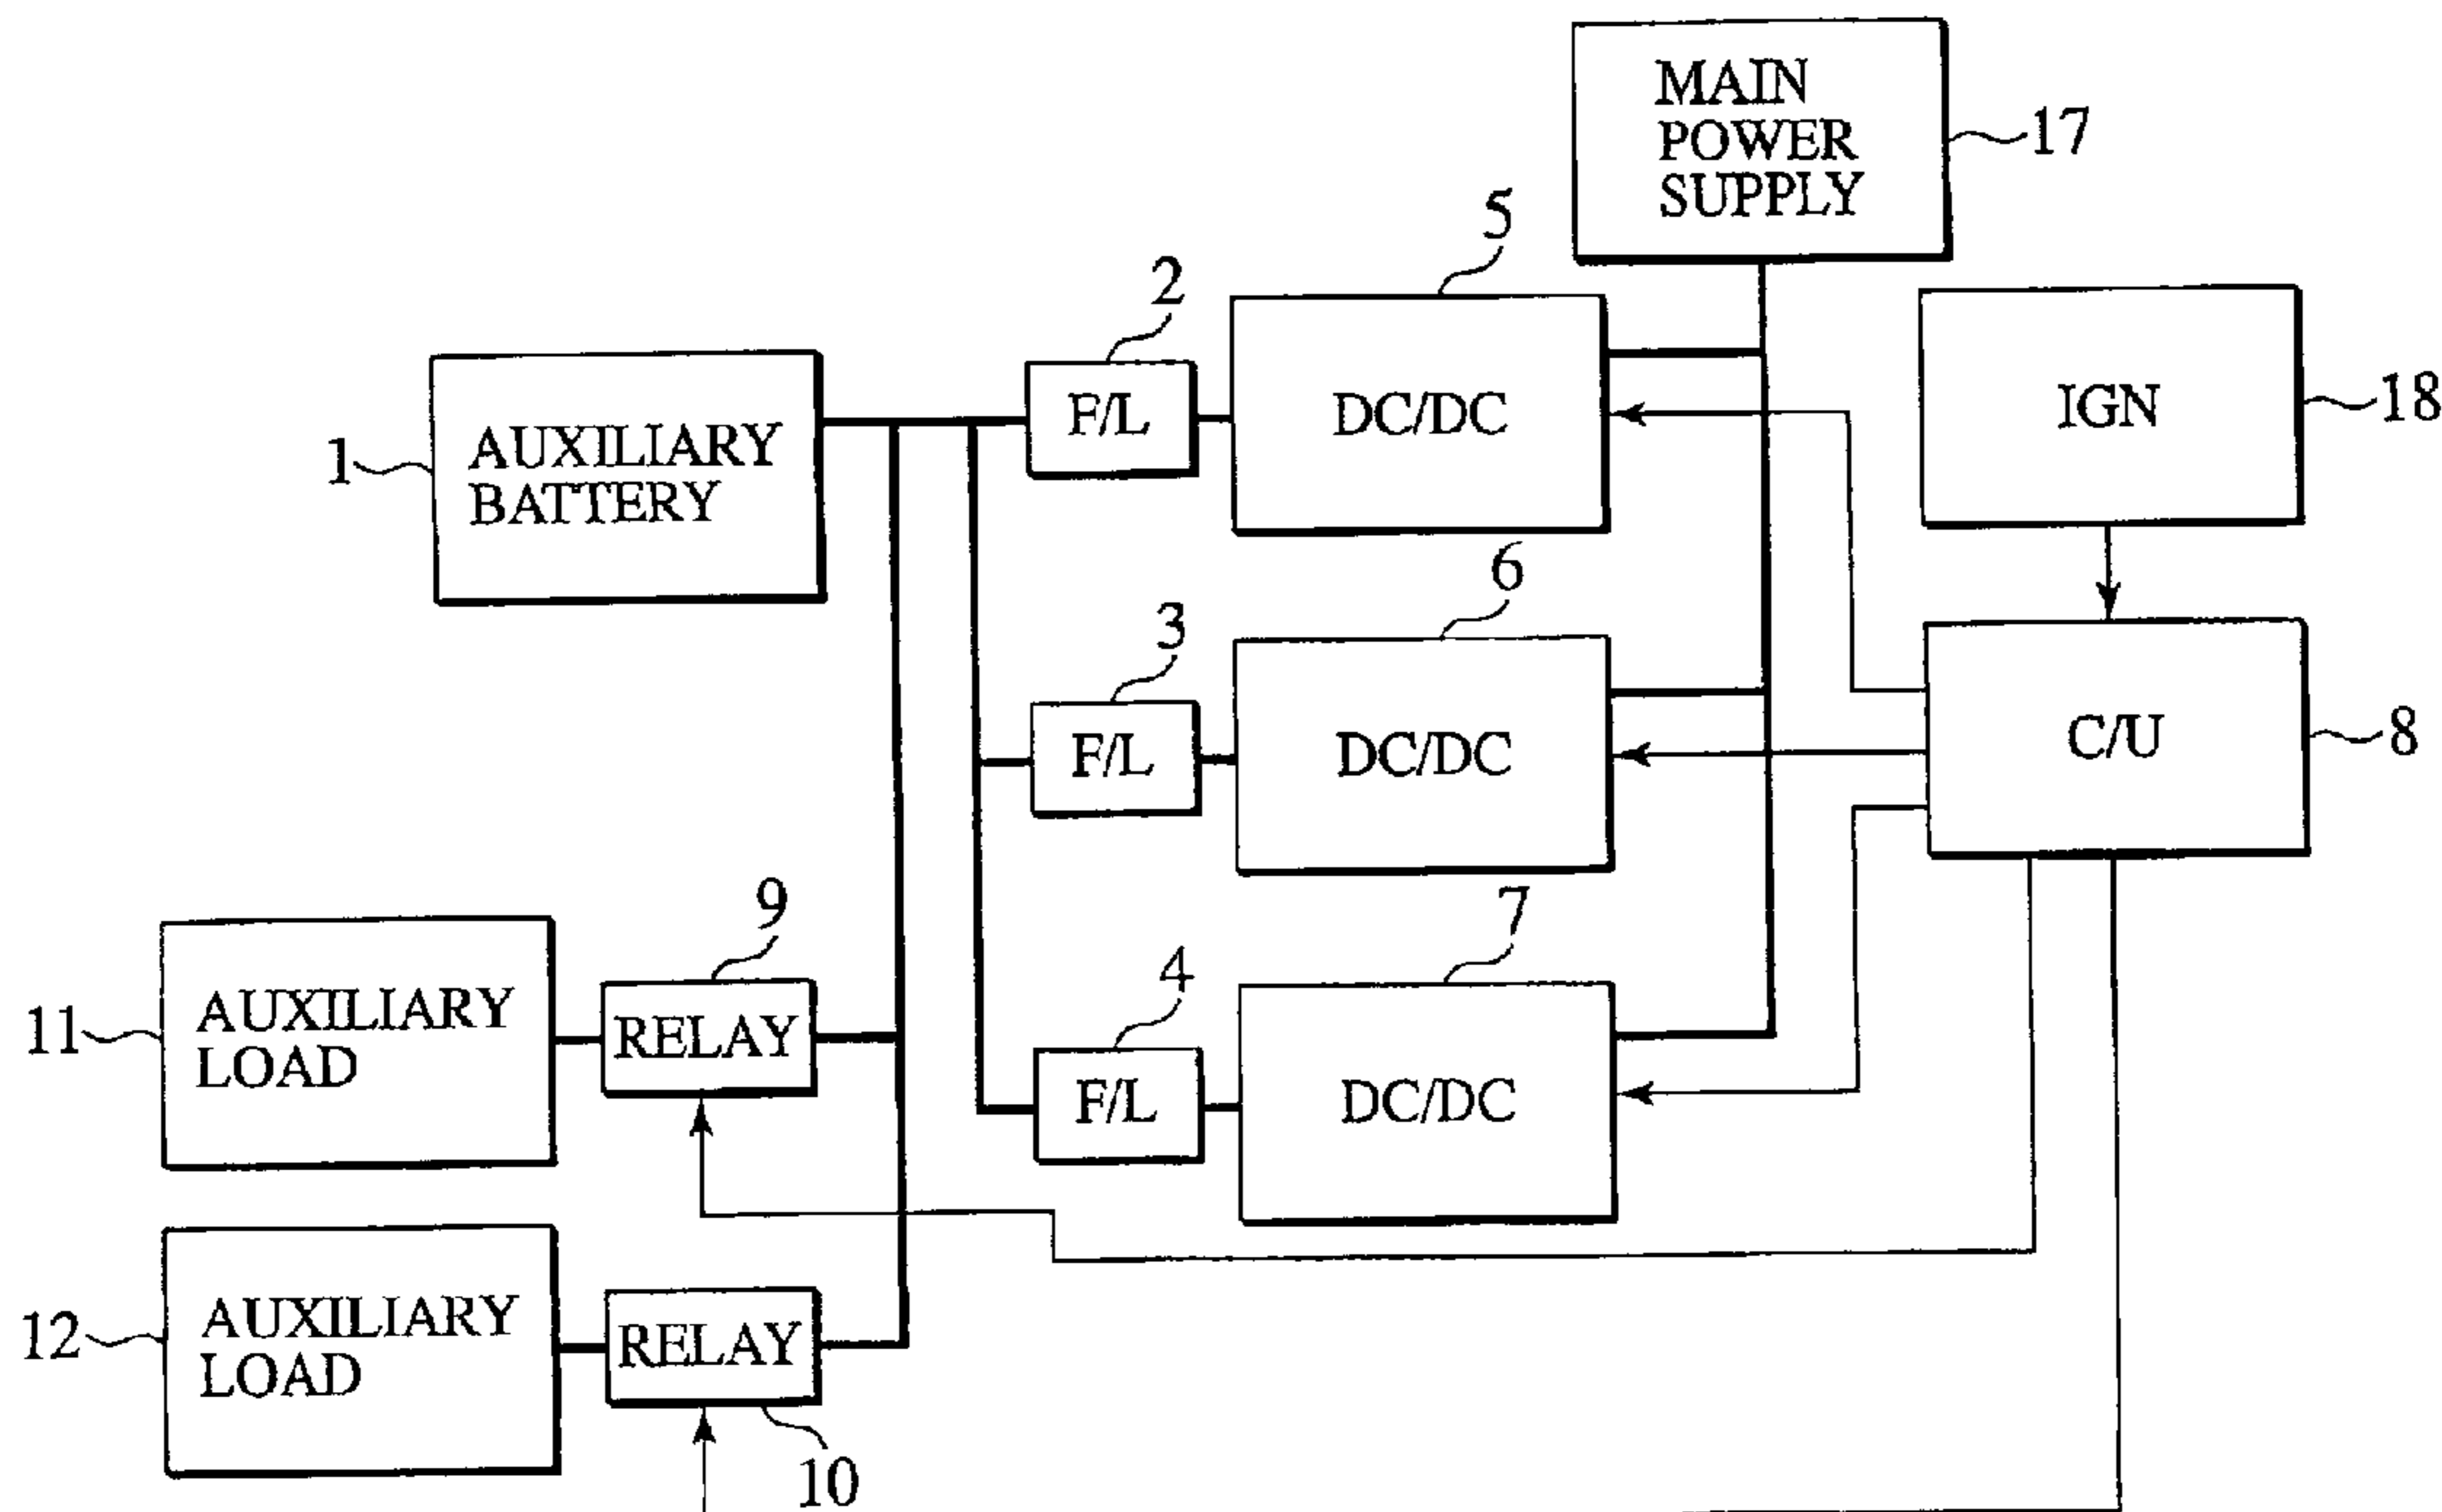 MAIN
POWER
SUPPLY
17
5
2
IGN
18
F/L
DC/DC
AUXILIARY
BATTERY
1
6
3
F/L
DC/DC
C/U
8
9
7
4
AUXILIARY
LOAD
11
RELAY
F/L
DC/DC
AUXILIARY
LOAD
12
RELAY
10